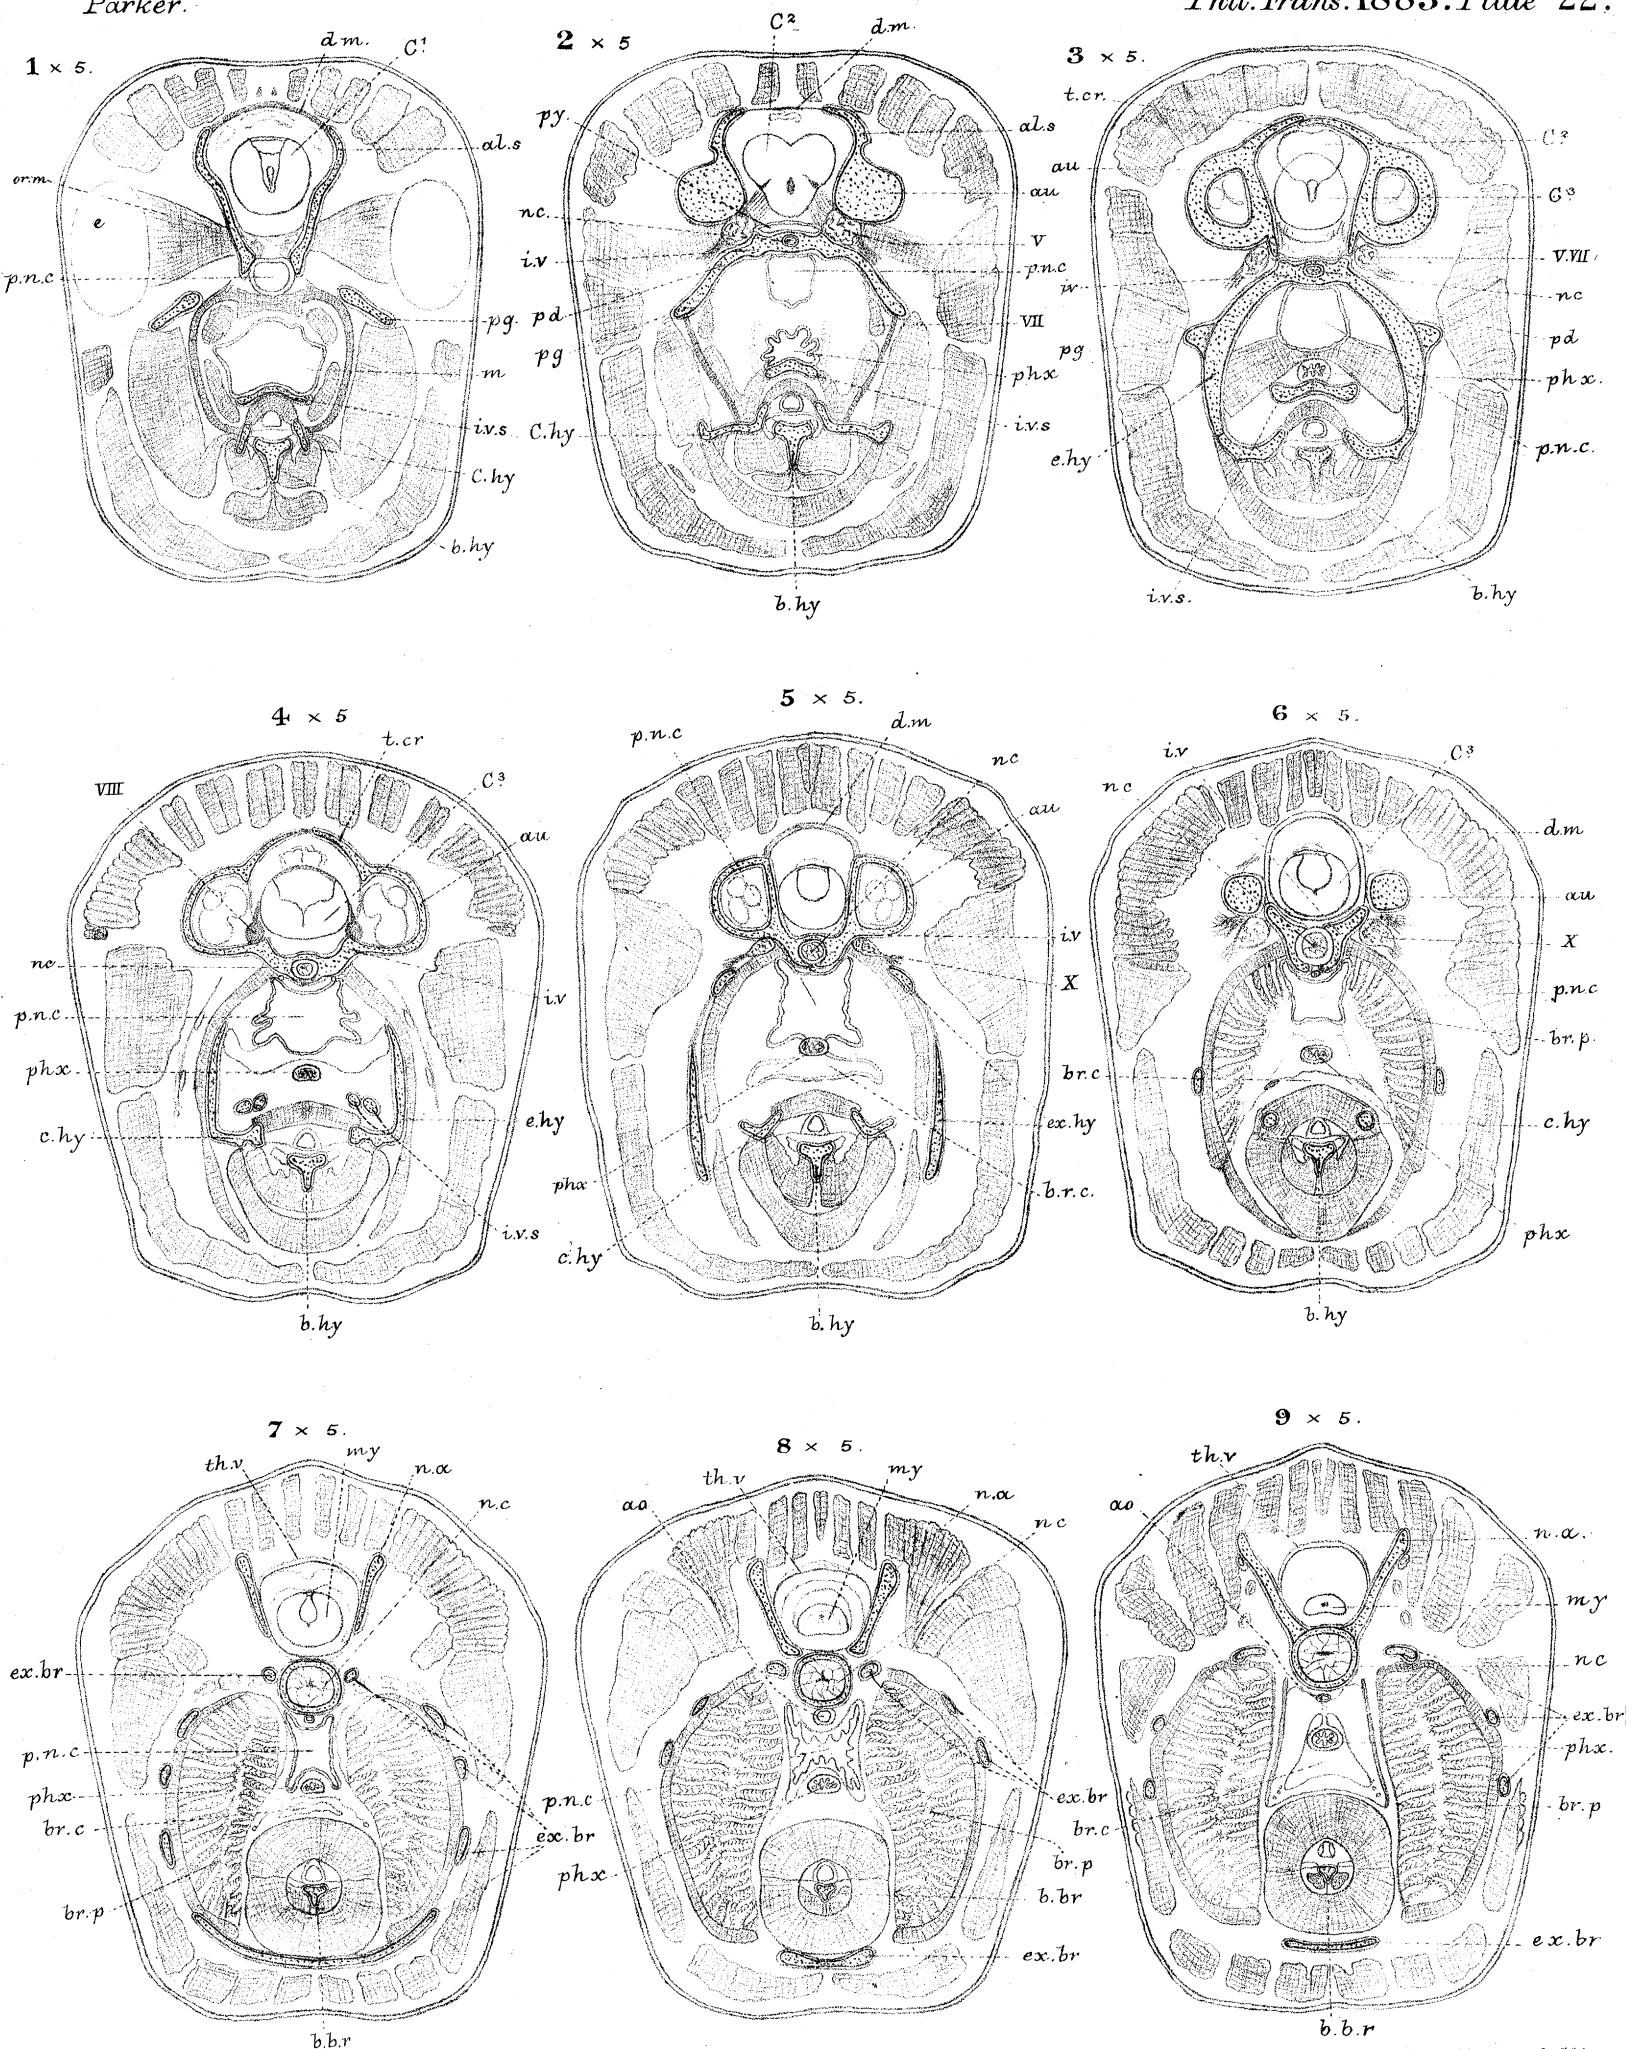 Parker.
Phil. Trans. 1883. Plate 22.
1 × 5.
d.m.
C¹
al.s
or.m
e
p.n.c
pg.
m
i.v.s
C.hy
b.hy
2 × 5
C²
d.m.
py.
al.s
au
nc.
V
i.v
p.n.c
pd
VII
pg
phx
C.hy
i.v.s
b.hy
3 × 5.
t.cr.
C³
au
C³
V.VII
iv
nc
pd
pg
phx.
e.hy
p.n.c.
i.v.s.
b.hy
4 × 5
t.cr
VIII
C³
au
nc
i.v
p.n.c
phx
e.hy
c.hy
i.v.s
b.hy
5 × 5.
p.n.c
d.m
nc
au
i.v
X
ex.hy
phx
b.r.c.
c.hy
b.hy
6 × 5.
i.v
C³
nc
d.m
au
X
p.n.c
br.p.
br.c
c.hy
phx
b.hy
7 × 5.
th.v
my
n.a
n.c
ex.br
p.n.c
phx
br.c
ex.br
br.p
b.b.r
8 × 5.
ao
th.v
my
n.a
nc
p.n.c
ex.br
br.p
phx
b.br
ex.br
9 × 5.
ao
th.v
n.a.
my
nc
ex.br
phx.
br.c
br.p
ex.br
b.b.r